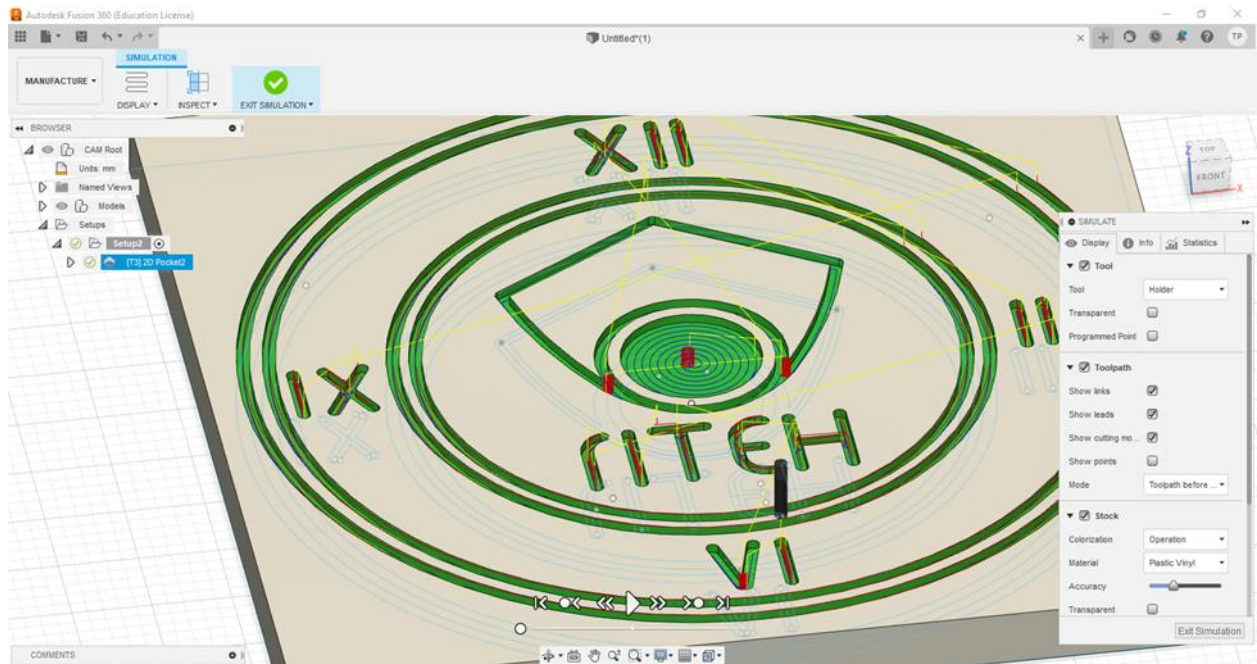 Autodesk Fusion 360 (Education License)
Untitled*(1)
TP
SIMULATION
MANUFACTURE
DISPLAY
INSPECT
EXIT SIMULATION
BROWSER
CAM Root
Units: mm
Named Views
Models
Setups
Setup2
[T3] 2D Pocket2
XII
II
IX
VI
TOP
FRONT
Z
X
SIMULATE
Display
Info
Statistics
Tool
Tool
Holder
Transparent
Programmed Point
Toolpath
Show links
Show leads
Show cutting mo...
Show points
Mode
Toolpath before ...
Stock
Colorization
Operation
Material
Plastic Vinyl
Accuracy
Transparent
Exit Simulation
COMMENTS